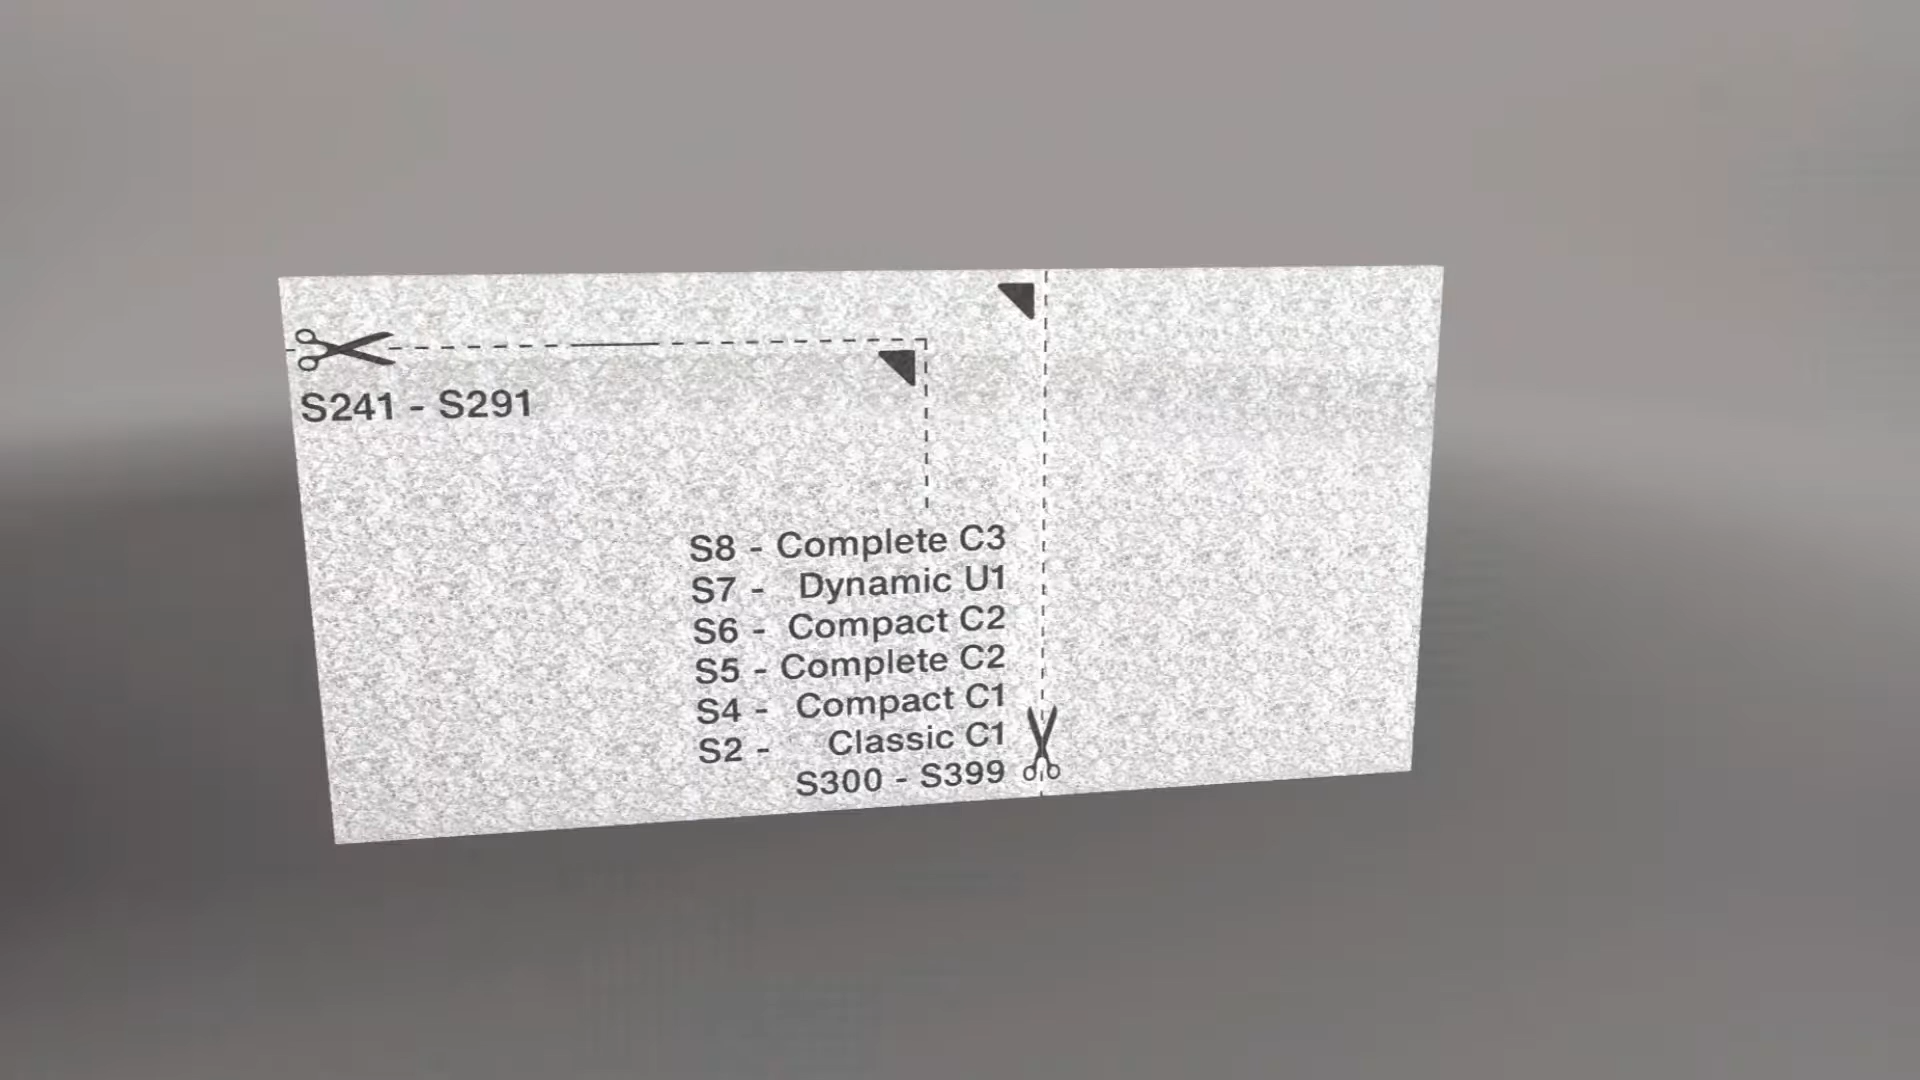 S241 - S291
S8 - Complete C3
S7 - Dynamic U1
S6 - Compact C2
S5 - Complete C2
S4 - Compact C1
S2 - Classic C1
S300 - S399